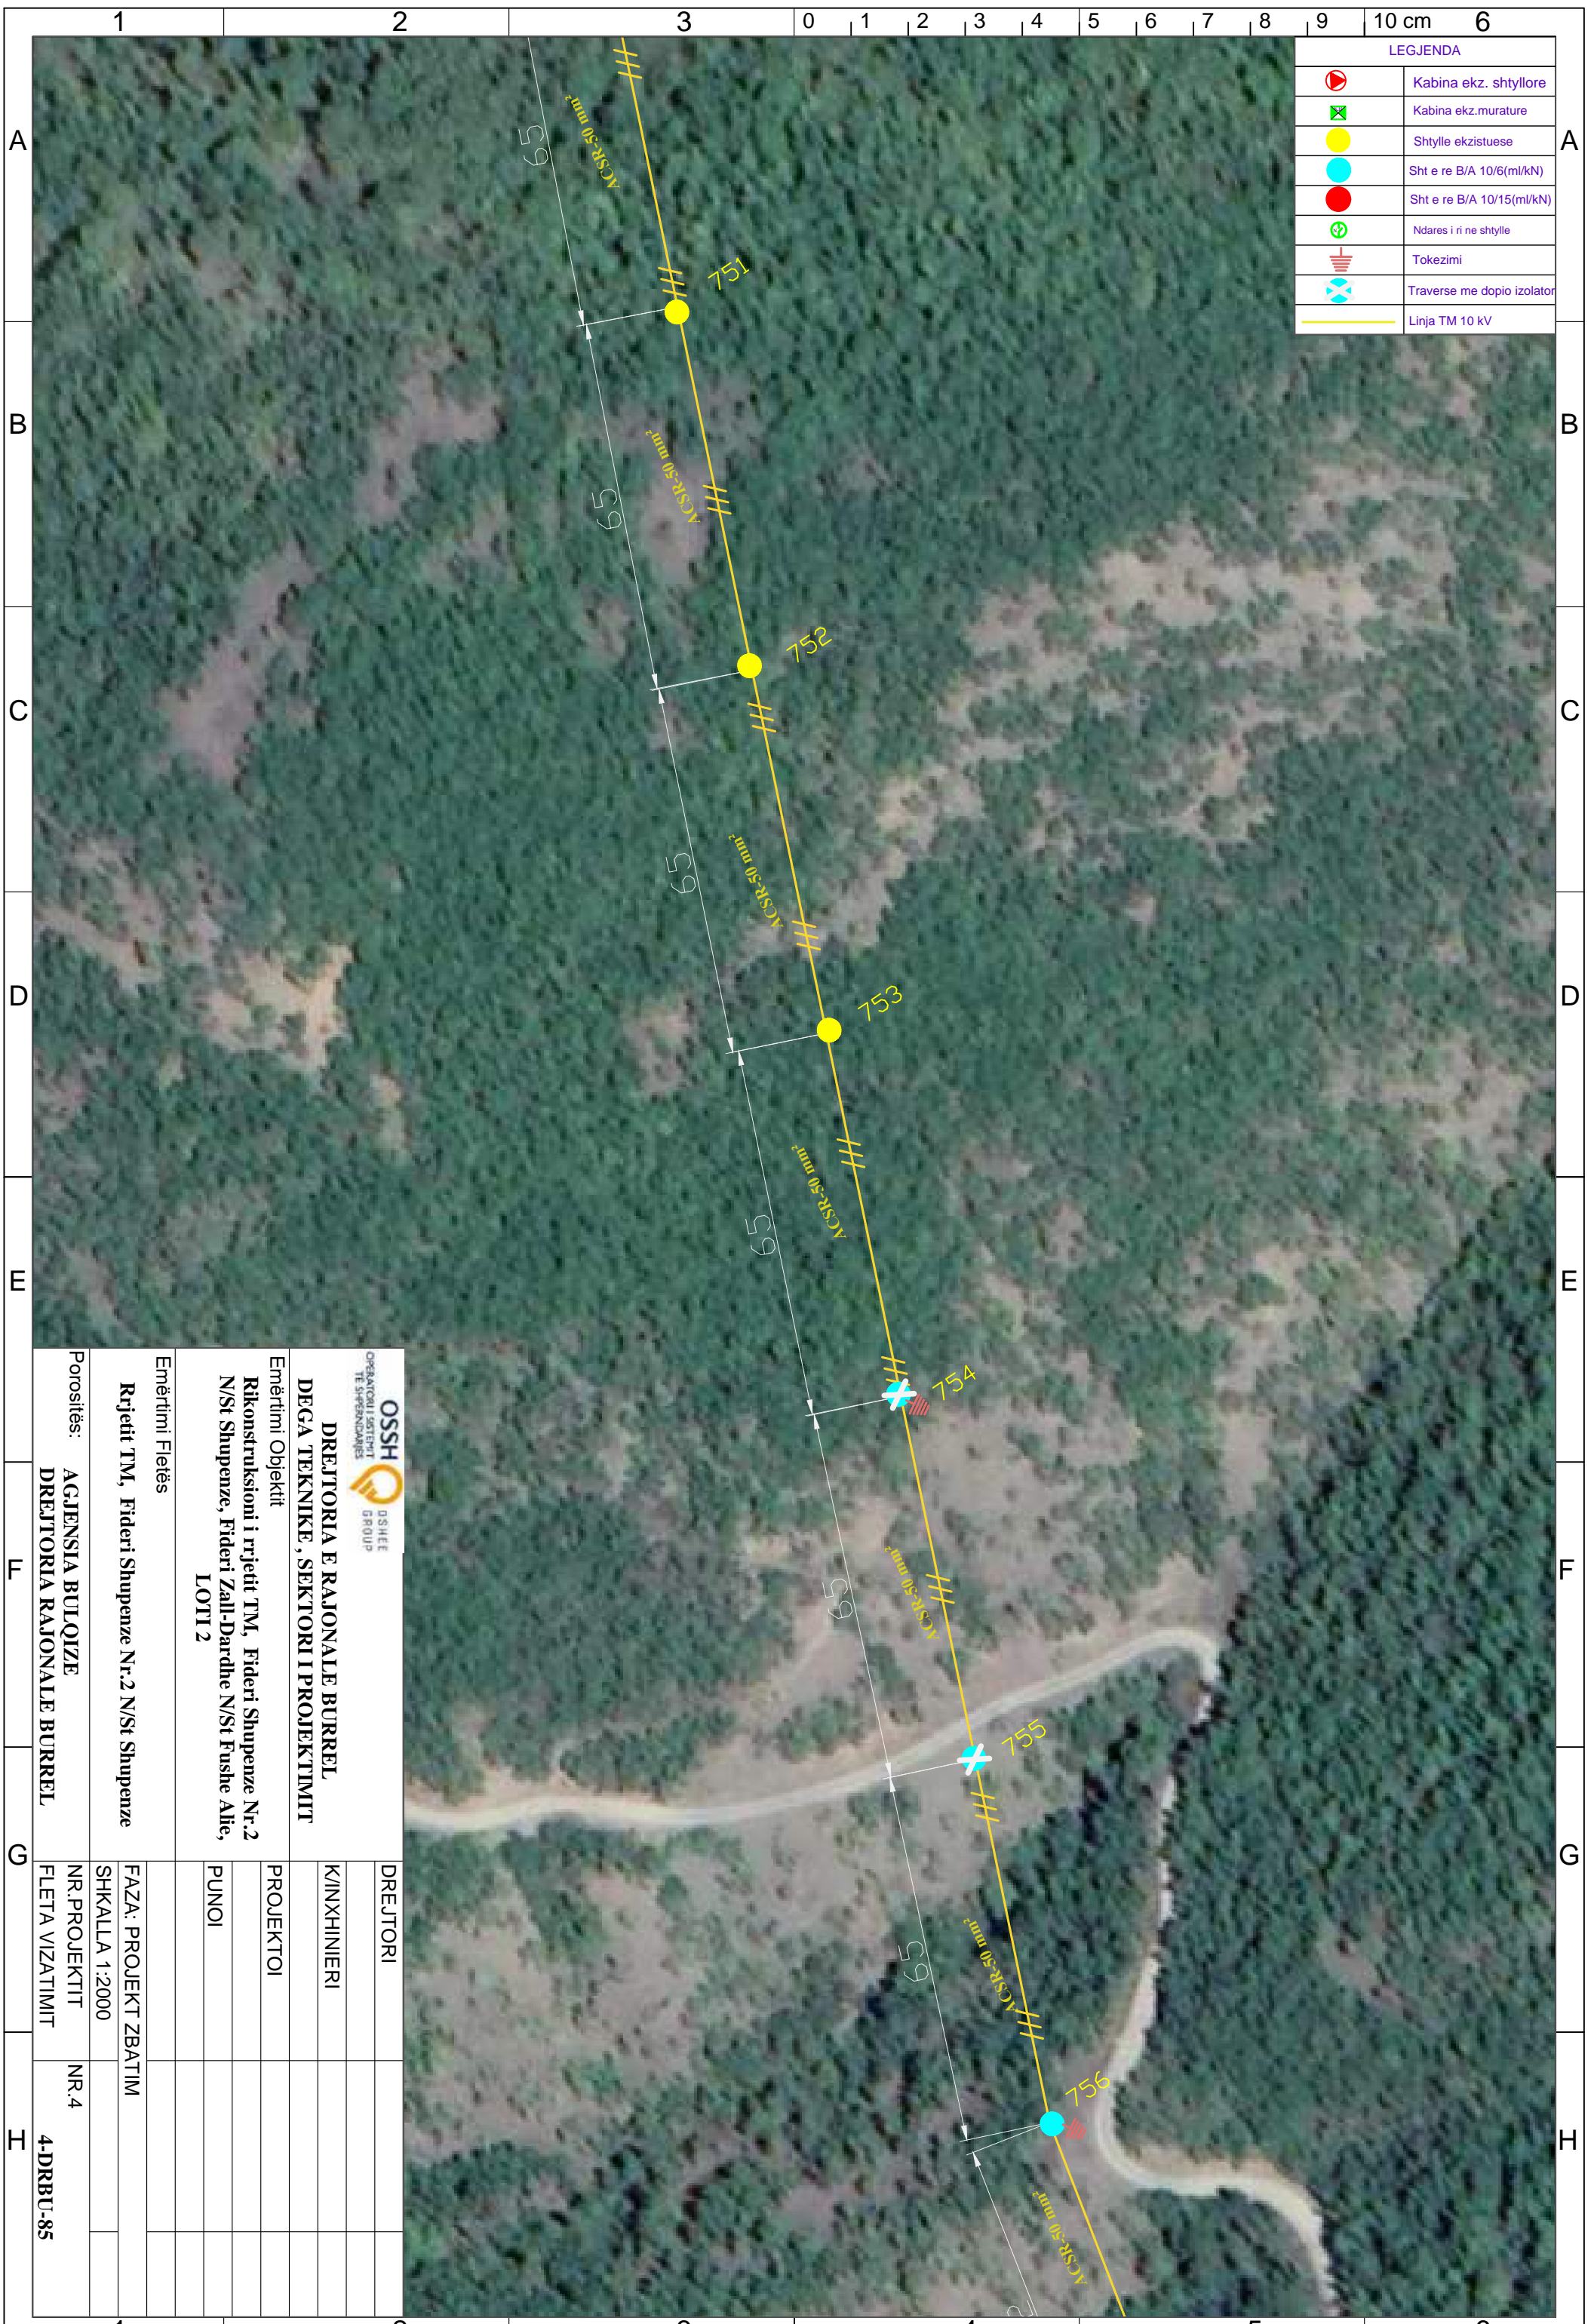 1 2 3 0 1 2 3 4 5 6 7 8 9 10 cm 6
LEGJENDA
Kabina ekz. shtyllore
Kabina ekz.murature
Shtylle ekzistuese
Sht e re B/A 10/6(ml/kN)
Sht e re B/A 10/15(ml/kN)
Ndares i ri ne shtylle
Tokezimi
Traverse me dopio izolator
Linja TM 10 kV
A A
B B
C C
D D
E E
F F
G G
H H
65
ACSR-50 mm²
751
65
ACSR-50 mm²
752
65
ACSR-50 mm²
753
65
ACSR-50 mm²
754
65
ACSR-50 mm²
755
65
ACSR-50 mm²
756
ACSR-50 mm²
OSSH
OPERATORI I SISTEMIT
TË SHPËRNDARJES
OSHEE
GROUP
DREJTORIA E RAJONALE BURREL
DEGA TEKNIKE , SEKTORI I PROJEKTIMIT
Emërtimi Objektit
Rikonstruksioni i rrjetit TM, Fideri Shupenze Nr.2
N/St Shupenze, Fideri Zall-Dardhe N/St Fushe Alie,
LOTI 2
Emërtimi Fletës
Rrjetit TM, Fideri Shupenze Nr.2 N/St Shupenze
Porositës:
AGJENSIA BULQIZE
DREJTORIA RAJONALE BURREL
DREJTORI
K/INXHINIERI
PROJEKTOI
PUNOI
FAZA: PROJEKT ZBATIM
SHKALLA 1:2000
NR.PROJEKTIT NR.4
FLETA VIZATIMIT 4-DRBU-85